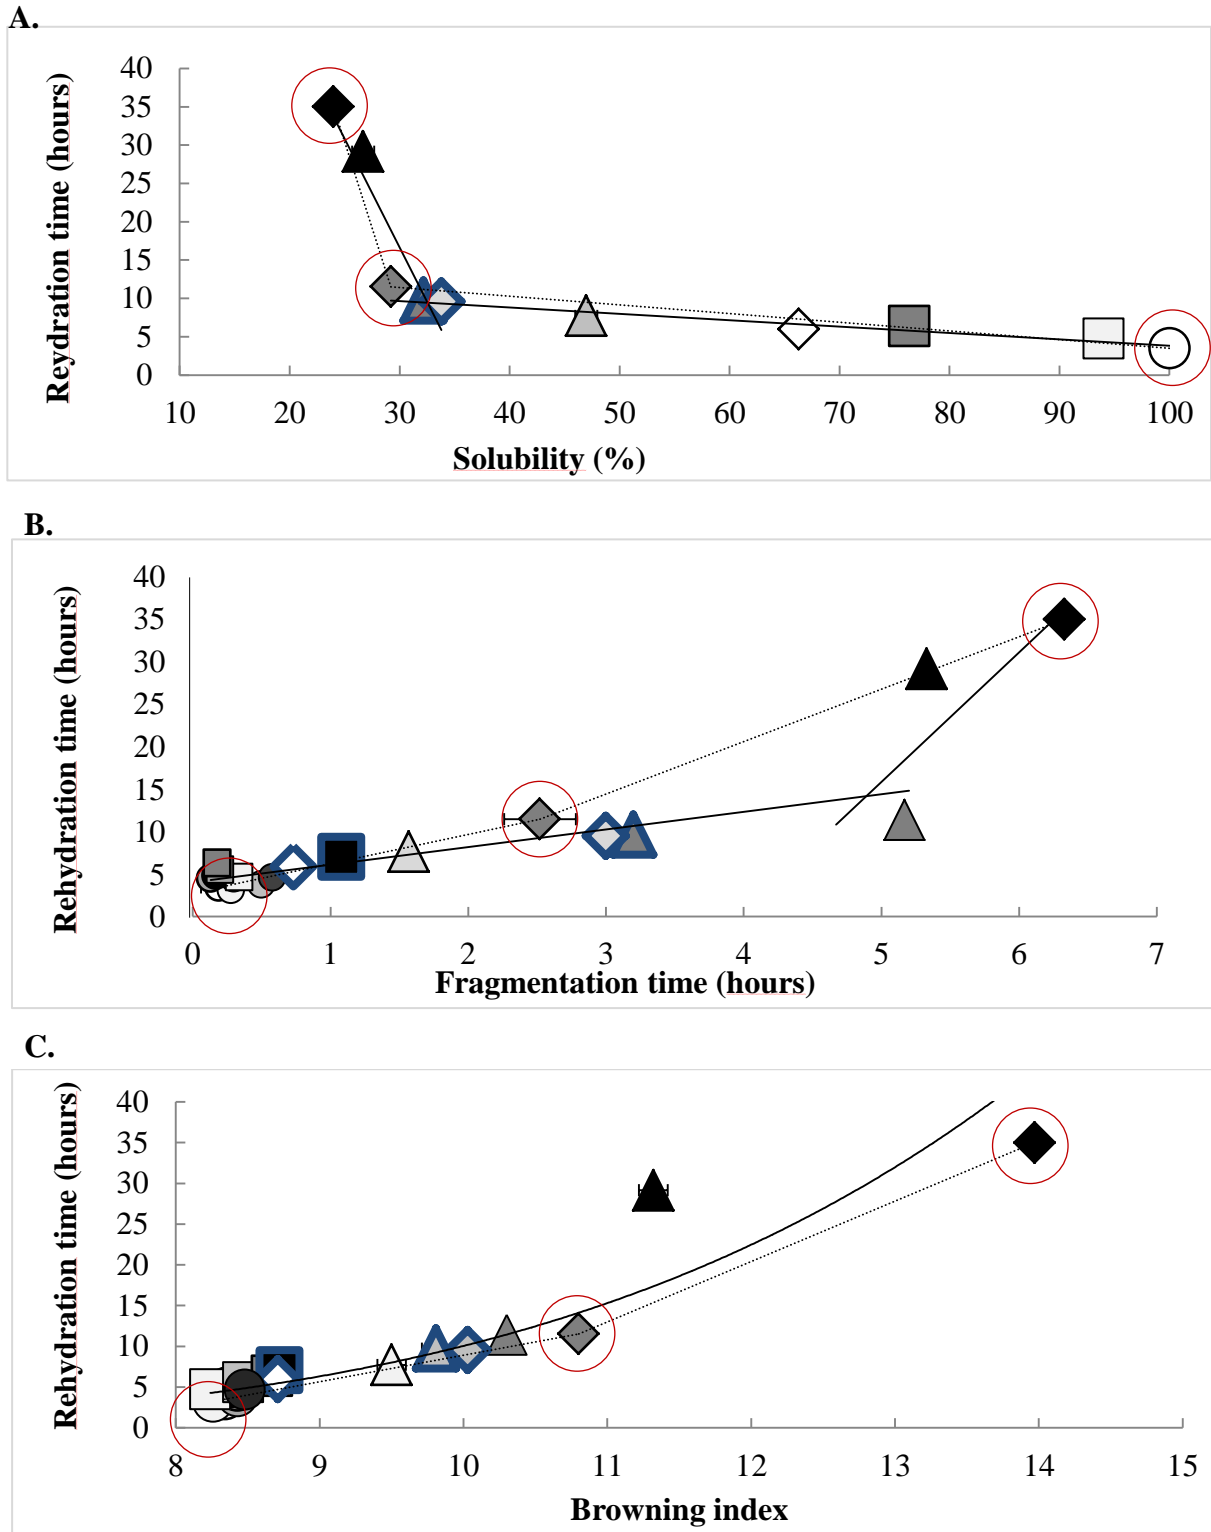 A.
Reydration time (hours)
40
35
30
25
20
15
10
5
0
10 20 30 40 50 60 70 80 90 100
Solubility (%)
B.
Rehydration time (hours)
40
35
30
25
20
15
10
5
0
0 1 2 3 4 5 6 7
Fragmentation time (hours)
C.
Rehydration time (hours)
40
35
30
25
20
15
10
5
0
8 9 10 11 12 13 14 15
Browning index